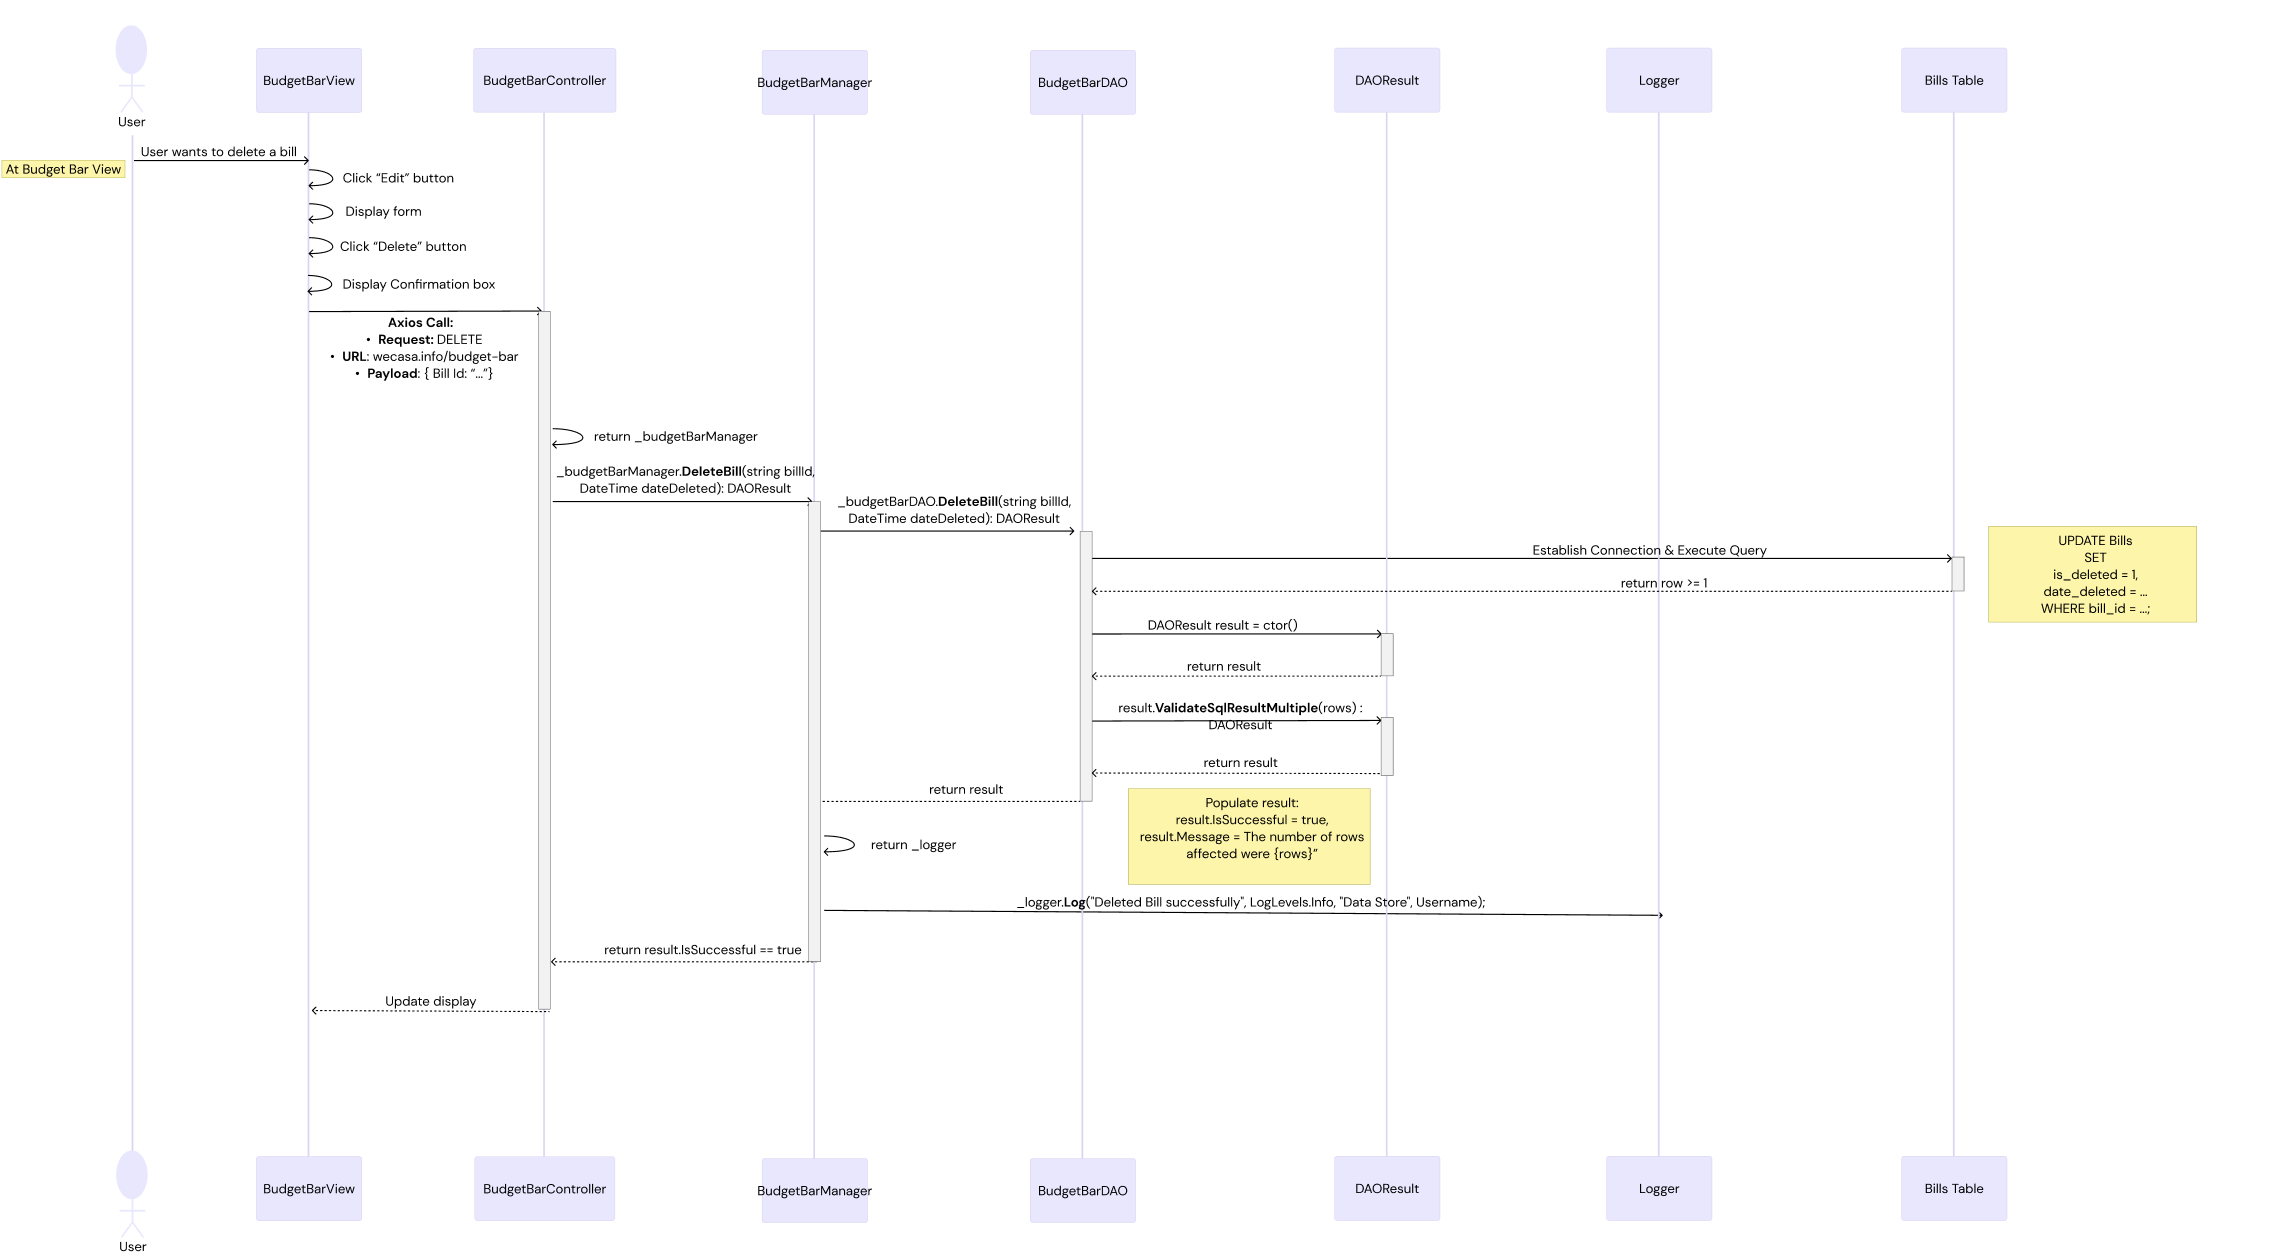 User
BudgetBarView
BudgetBarController
BudgetBarManager
BudgetBarDAO
DAOResult
Logger
Bills Table
At Budget Bar View
User wants to delete a bill
Click “Edit” button
Display form
Click “Delete” button
Display Confirmation box
Axios Call:
• Request: DELETE
• URL: wecasa.info/budget-bar
• Payload: { Bill Id: “...”}
return _budgetBarManager
_budgetBarManager.DeleteBill(string billId,
DateTime dateDeleted): DAOResult
_budgetBarDAO.DeleteBill(string billId,
DateTime dateDeleted): DAOResult
Establish Connection & Execute Query
UPDATE Bills
SET
is_deleted = 1,
date_deleted = ...
WHERE bill_id = ...;
return row >= 1
DAOResult result = ctor()
return result
result.ValidateSqlResultMultiple(rows) :
DAOResult
return result
return result
Populate result:
result.IsSuccessful = true,
result.Message = The number of rows
affected were {rows}”
return _logger
_logger.Log("Deleted Bill successfully", LogLevels.Info, "Data Store", Username);
return result.IsSuccessful == true
Update display
BudgetBarView
BudgetBarController
BudgetBarManager
BudgetBarDAO
DAOResult
Logger
Bills Table
User